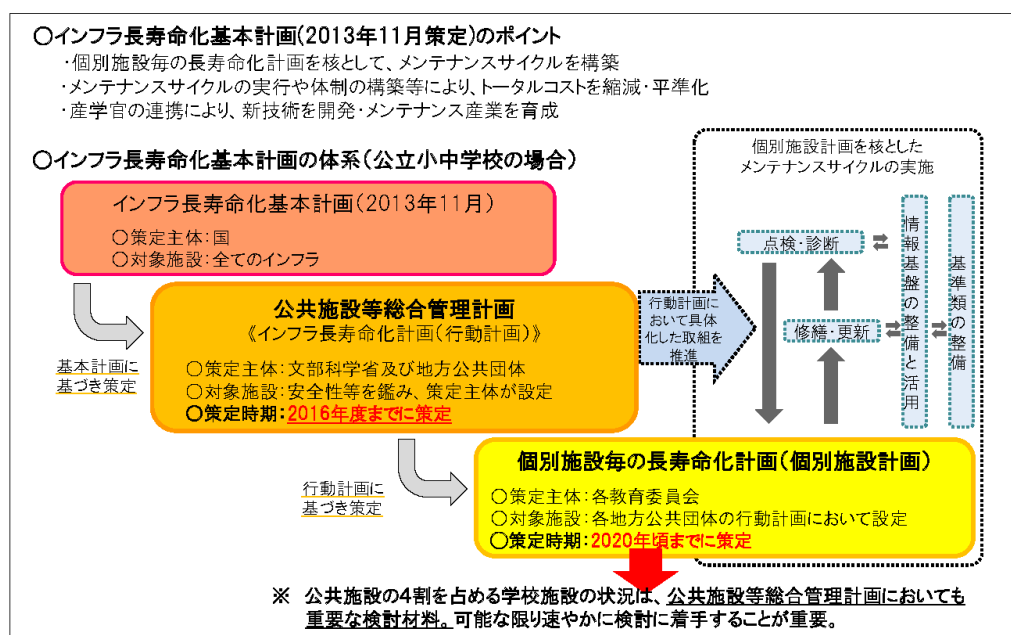 〇インフラ長寿命化基本計画(2013年11月策定)のポイント
・個別施設毎の長寿命化計画を核として、メンテナンスサイクルを構築
・メンテナンスサイクルの実行や体制の構築等により、トータルコストを縮減・平準化
・産学官の連携により、新技術を開発・メンテナンス産業を育成
〇インフラ長寿命化基本計画の体系(公立小中学校の場合)
インフラ長寿命化基本計画(2013年11月)
〇策定主体:国
〇対象施設:全てのインフラ
基本計画に
基づき策定
公共施設等総合管理計画
《インフラ長寿命化計画(行動計画)》
〇策定主体:文部科学省及び地方公共団体
〇対象施設:安全性等を鑑み、策定主体が設定
〇策定時期:2016年度までに策定
行動計画に
基づき策定
行動計画に
おいて具体
化した取組を
推進
個別施設計画を核とした
メンテナンスサイクルの実施
点検・診断
修繕・更新
情報基盤の整備と活用
基準類の整備
個別施設毎の長寿命化計画(個別施設計画)
〇策定主体:各教育委員会
〇対象施設:各地方公共団体の行動計画において設定
〇策定時期:2020年頃までに策定
※ 公共施設の4割を占める学校施設の状況は、公共施設等総合管理計画においても
重要な検討材料。可能な限り速やかに検討に着手することが重要。